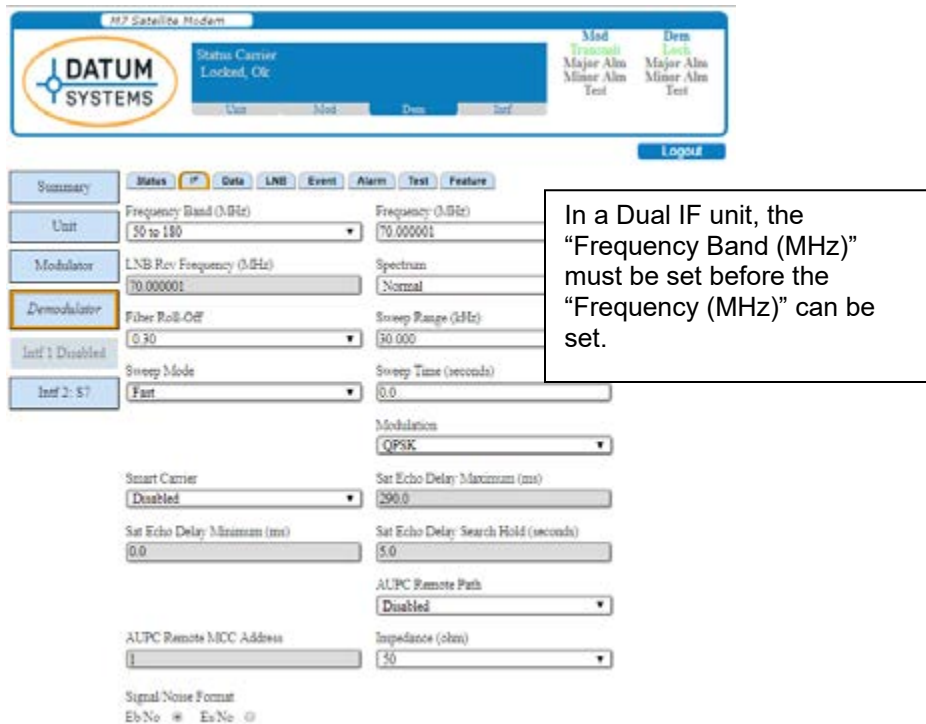 M7 Satellite Modem
DATUM
SYSTEMS
Status Carrier
Locked, Ok
Unit Mod Dem Intf
Mod Dem
Transmit Lock
Major Alm Major Alm
Minor Alm Minor Alm
Test Test
Logout
Summary
Unit
Modulator
Demodulator
Intf 1 Disabled
Intf 2: S7
Status IF Data LNB Event Alarm Test Feature
Frequency Band (MHz) Frequency (MHz)
50 to 180 70.000001
LNB Rcv Frequency (MHz) Spectrum
70.000001 Normal
Filter Roll-Off Sweep Range (kHz)
0.30 30.000
Sweep Mode Sweep Time (seconds)
Fast 0.0
Modulation
QPSK
Smart Carrier Sat Echo Delay Maximum (ms)
Disabled 290.0
Sat Echo Delay Minimum (ms) Sat Echo Delay Search Hold (seconds)
0.0 5.0
AUPC Remote Path
Disabled
AUPC Remote MCC Address Impedance (ohm)
1 50
Signal/Noise Format
Eb/No Es/No
In a Dual IF unit, the
“Frequency Band (MHz)”
must be set before the
“Frequency (MHz)” can be
set.